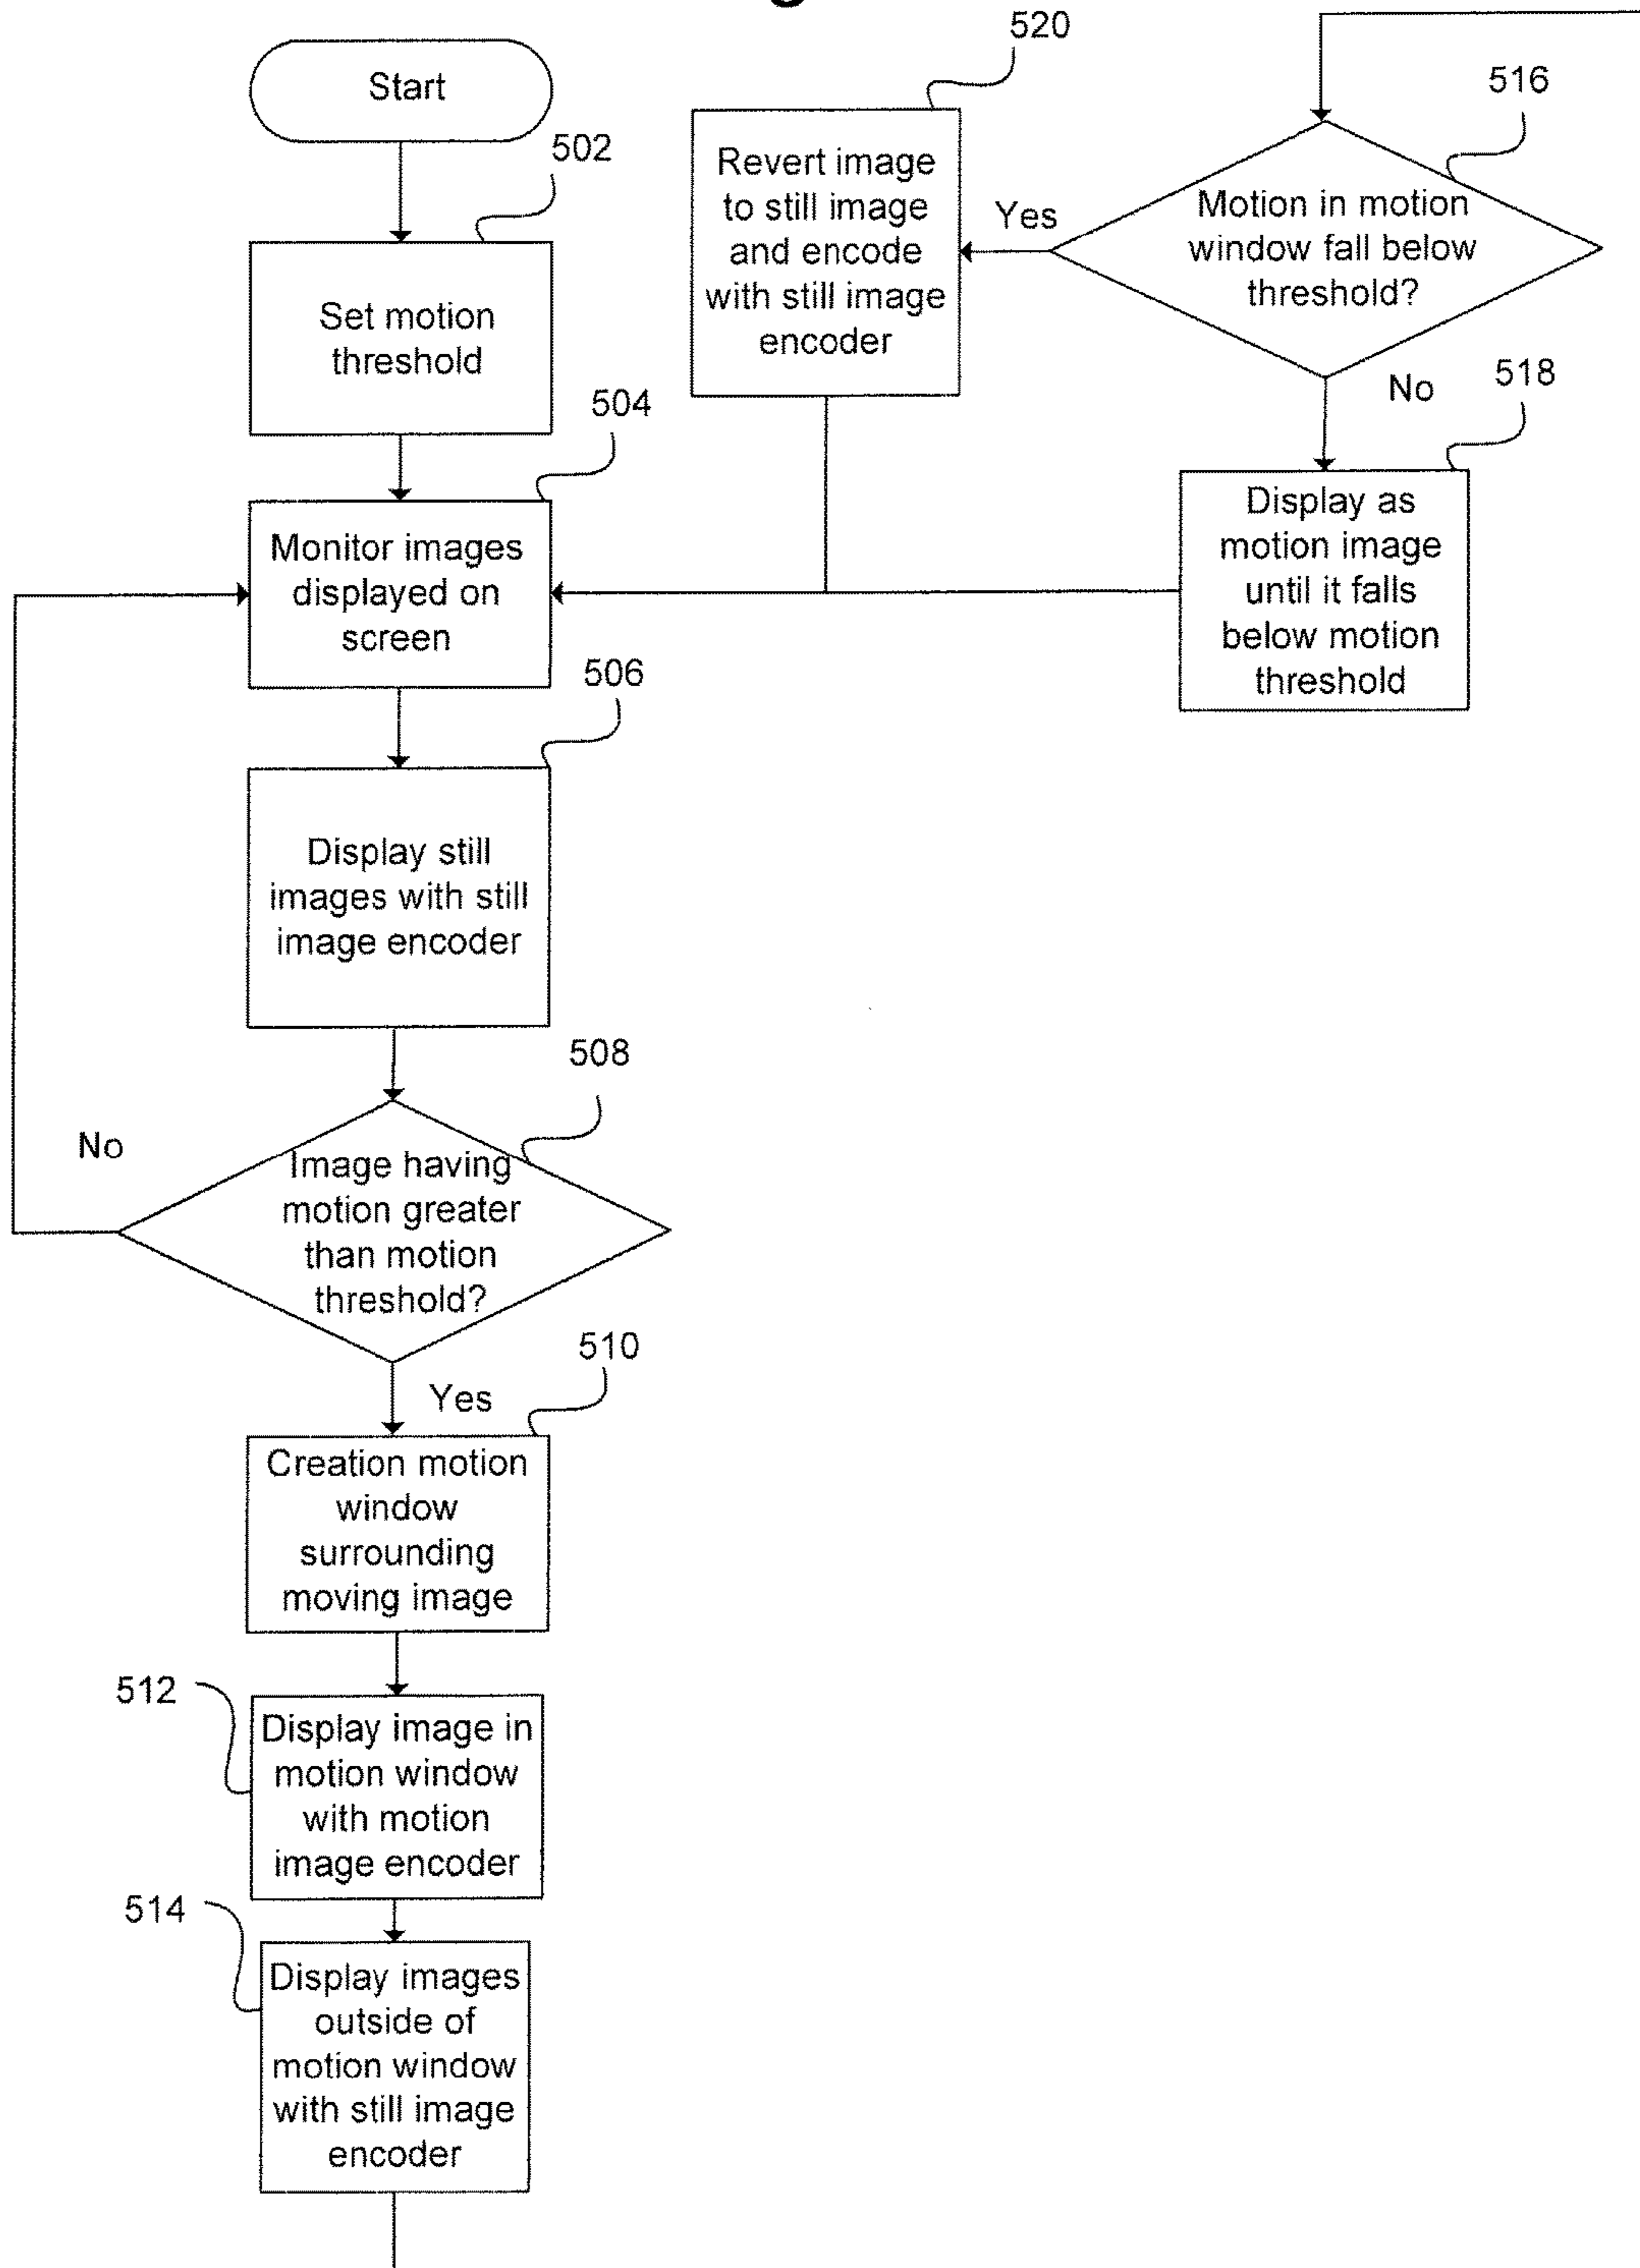 Start
502
Set motion
threshold
504
Monitor images
displayed on
screen
506
Display still
images with still
image encoder
508
No
Image having
motion greater
than motion
threshold?
Yes
510
Creation motion
window
surrounding
moving image
512
Display image in
motion window
with motion
image encoder
514
Display images
outside of
motion window
with still image
encoder
516
Motion in motion
window fall below
threshold?
Yes
520
Revert image
to still image
and encode
with still image
encoder
No
518
Display as
motion image
until it falls
below motion
threshold